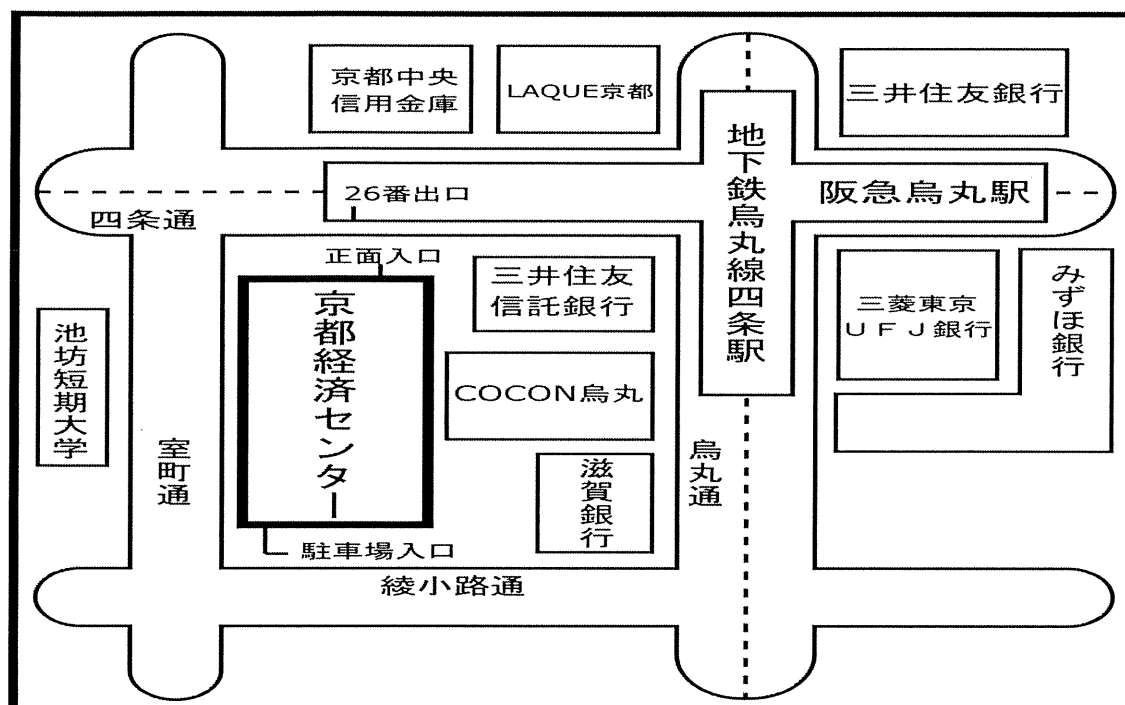 京都中央
信用金庫
LAQUE京都
三井住友銀行
地下鉄烏丸線四条駅
阪急烏丸駅
26番出口
四条通
正面入口
京都経済センター
三井住友
信託銀行
三菱東京
ＵＦＪ銀行
みずほ銀行
池坊短期大学
COCON烏丸
室町通
烏丸通
滋賀銀行
駐車場入口
綾小路通